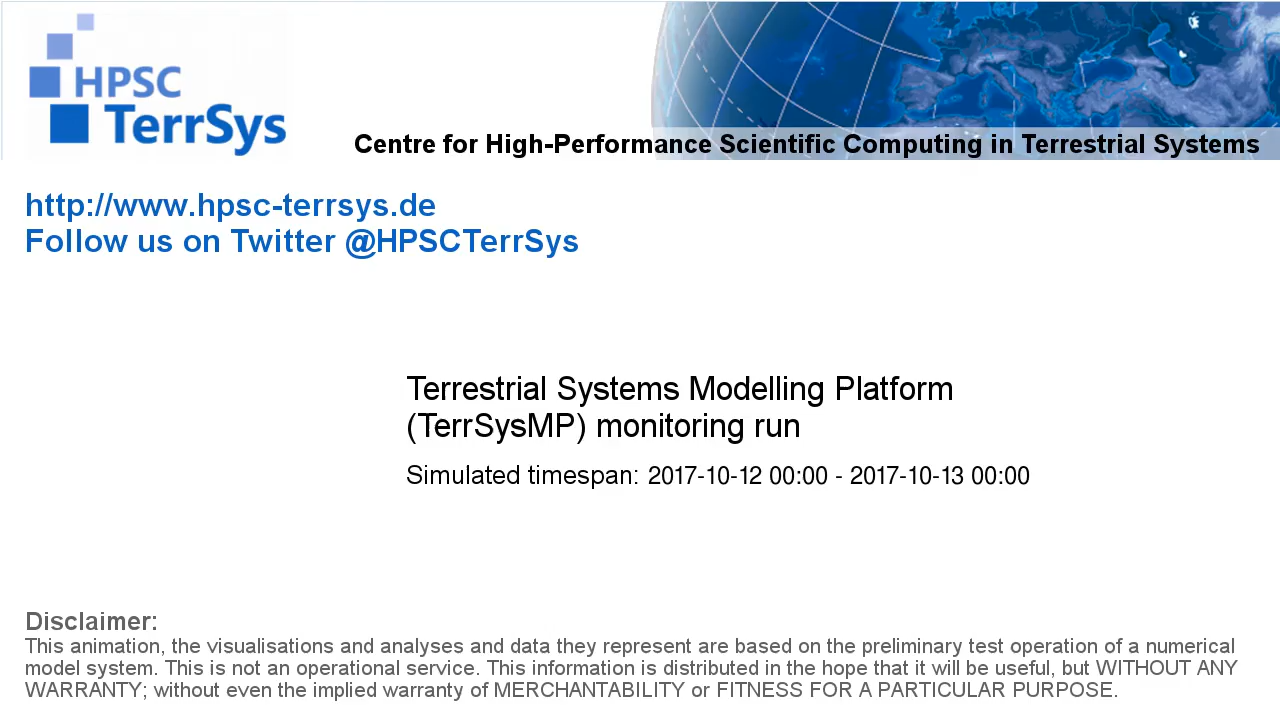 HPSC
TerrSys
Centre for High-Performance Scientific Computing in Terrestrial Systems
http://www.hpsc-terrsys.de
Follow us on Twitter @HPSCTerrSys
Terrestrial Systems Modelling Platform
(TerrSysMP) monitoring run
Simulated timespan: 2017-10-12 00:00 - 2017-10-13 00:00
Disclaimer:
This animation, the visualisations and analyses and data they represent are based on the preliminary test operation of a numerical
model system. This is not an operational service. This information is distributed in the hope that it will be useful, but WITHOUT ANY
WARRANTY; without even the implied warranty of MERCHANTABILITY or FITNESS FOR A PARTICULAR PURPOSE.